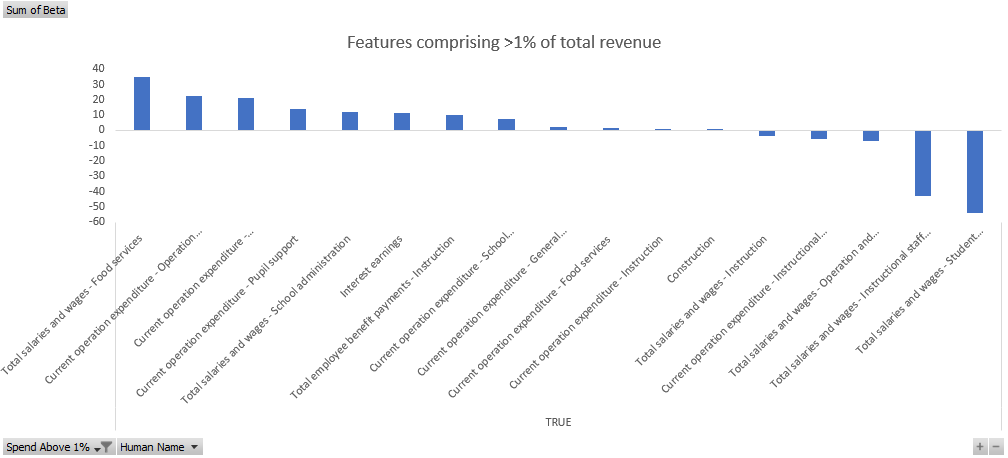 Sum of Beta
Features comprising >1% of total revenue
40
30
20
10
0
-10
-20
-30
-40
-50
-60
Total salaries and wages - Food services
Current operation expenditure - Operation...
Current operation expenditure -...
Current operation expenditure - Pupil support
Total salaries and wages - School administration
Interest earnings
Total employee benefit payments - Instruction
Current operation expenditure - School...
Current operation expenditure - General...
Current operation expenditure - Food services
Current operation expenditure - Instruction
Construction
Total salaries and wages - Instruction
Current operation expenditure - Instructional...
Total salaries and wages - Operation and...
Total salaries and wages - Instructional staff...
Total salaries and wages - Student...
TRUE
Spend Above 1%
Human Name